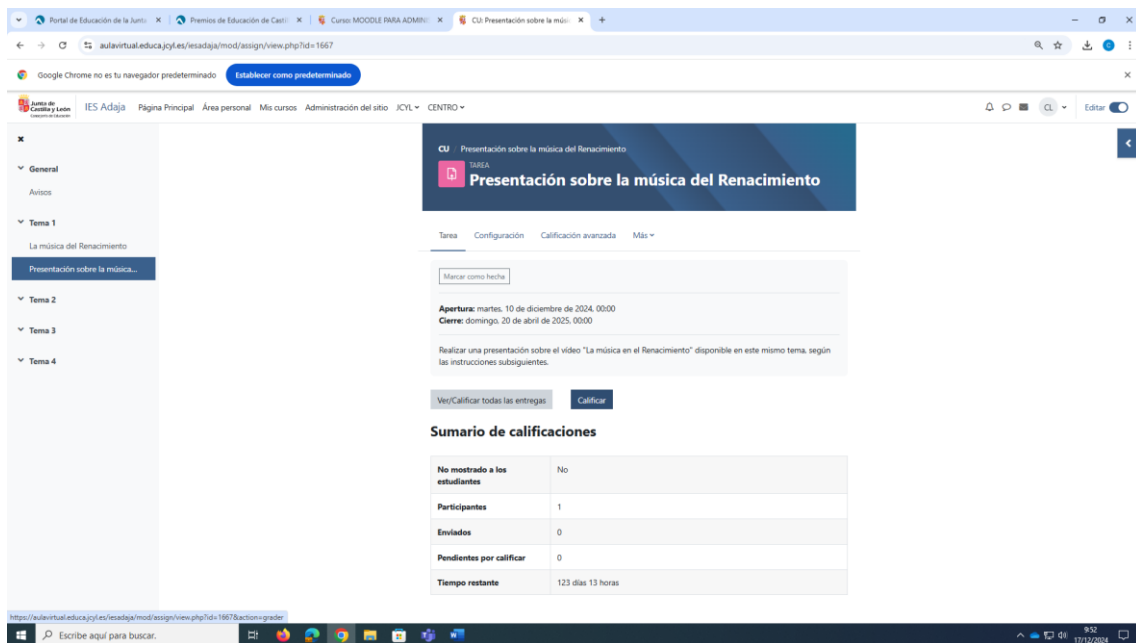 Portal de Educación de la Junta
Premios de Educación de Castil
Curso: MOODLE PARA ADMINI
CU: Presentación sobre la músic
aulavirtual.educa.jcyl.es/iesadaja/mod/assign/view.php?id=1667
Google Chrome no es tu navegador predeterminado
Establecer como predeterminado
Junta de
Castilla y León
Consejería de Educación
IES Adaja Página Principal Área personal Mis cursos Administración del sitio JCYL CENTRO
CL
Editar
General
Avisos
Tema 1
La música del Renacimiento
Presentación sobre la música...
Tema 2
Tema 3
Tema 4
CU / Presentación sobre la música del Renacimiento
TAREA
Presentación sobre la música del Renacimiento
Tarea Configuración Calificación avanzada Más
Marcar como hecha
Apertura: martes, 10 de diciembre de 2024, 00:00
Cierre: domingo, 20 de abril de 2025, 00:00
Realizar una presentación sobre el vídeo "La música en el Renacimiento" disponible en este mismo tema, según
las instrucciones subsiguientes.
Ver/Calificar todas las entregas
Calificar
Sumario de calificaciones
No mostrado a los
estudiantes
No
Participantes 1
Enviados 0
Pendientes por calificar 0
Tiempo restante 123 días 13 horas
https://aulavirtual.educa.jcyl.es/iesadaja/mod/assign/view.php?id=1667&action=grader
Escribe aquí para buscar.
9:52
17/12/2024